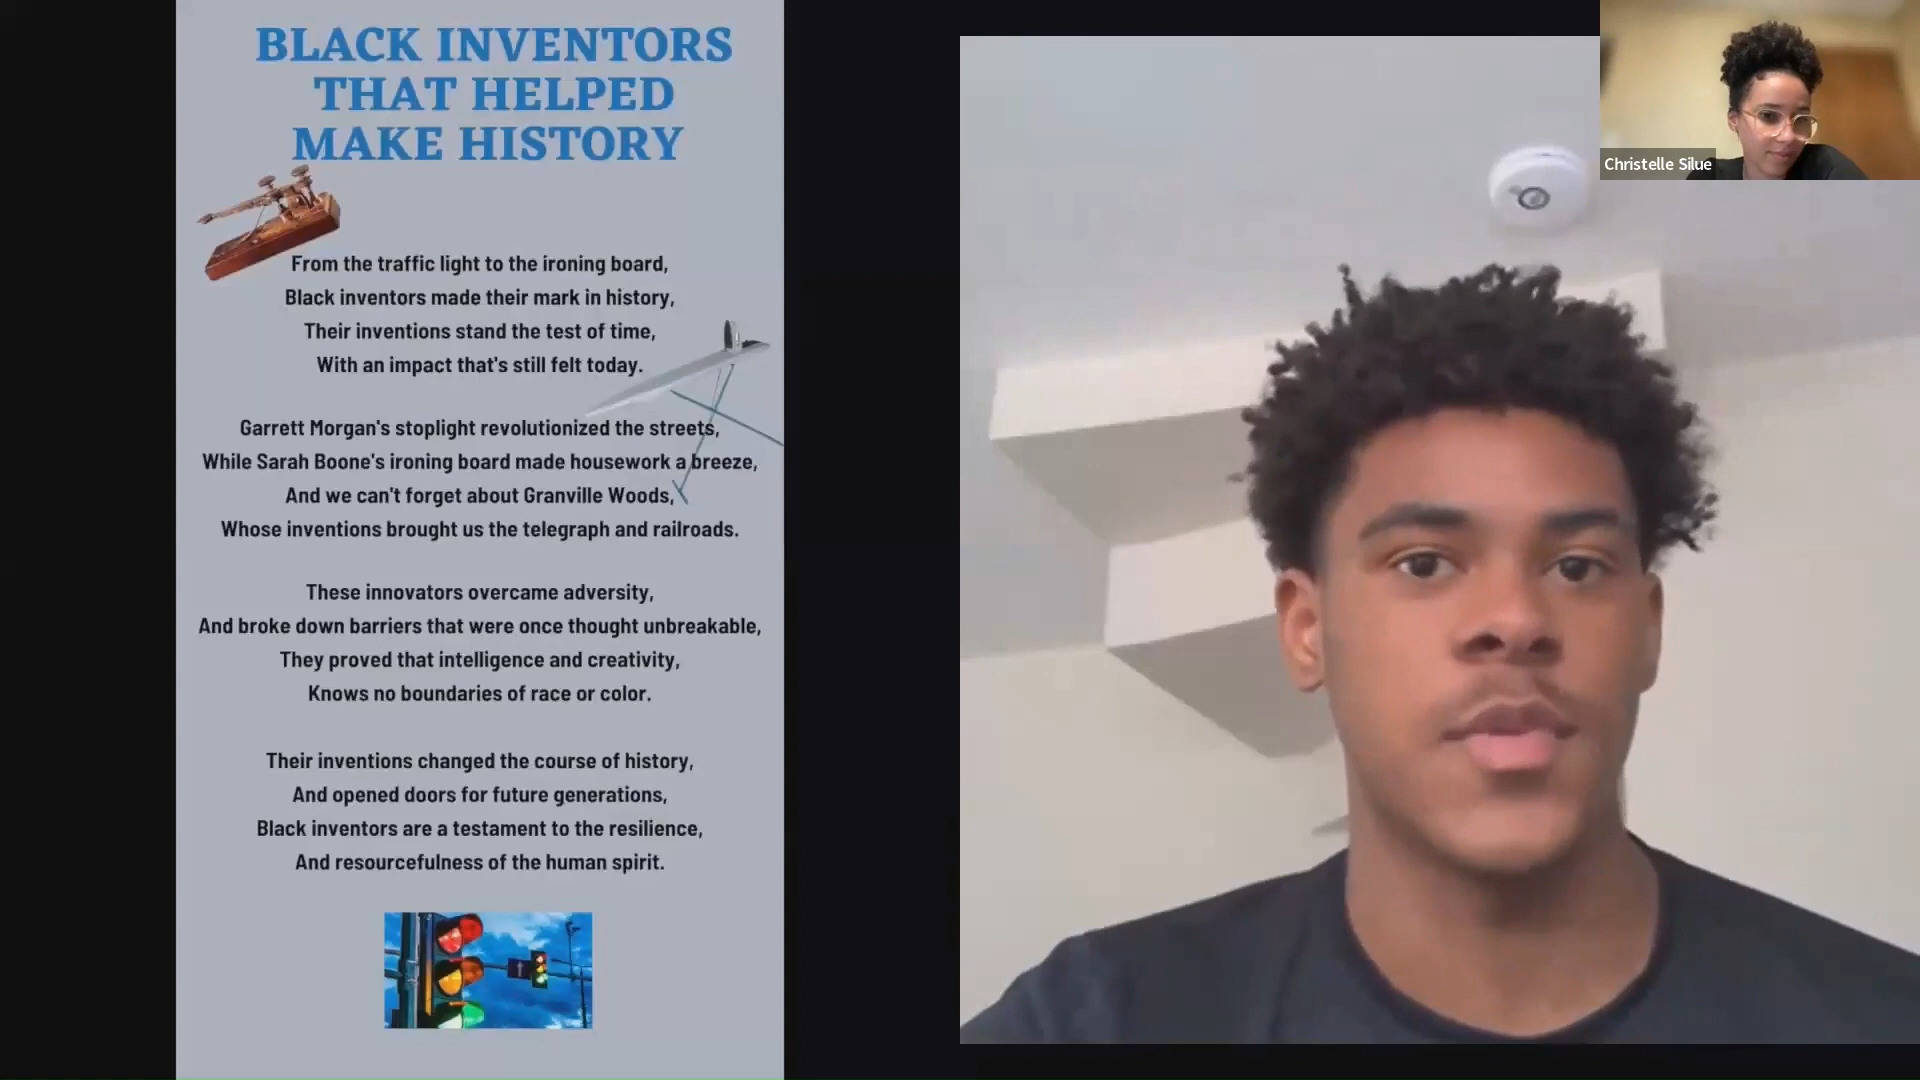 BLACK INVENTORS
THAT HELPED
MAKE HISTORY
From the traffic light to the ironing board,
Black inventors made their mark in history,
Their inventions stand the test of time,
With an impact that's still felt today.
Garrett Morgan's stoplight revolutionized the streets,
While Sarah Boone's ironing board made housework a breeze,
And we can't forget about Granville Woods,
Whose inventions brought us the telegraph and railroads.
These innovators overcame adversity,
And broke down barriers that were once thought unbreakable,
They proved that intelligence and creativity,
Knows no boundaries of race or color.
Their inventions changed the course of history,
And opened doors for future generations,
Black inventors are a testament to the resilience,
And resourcefulness of the human spirit.
Christelle Silue